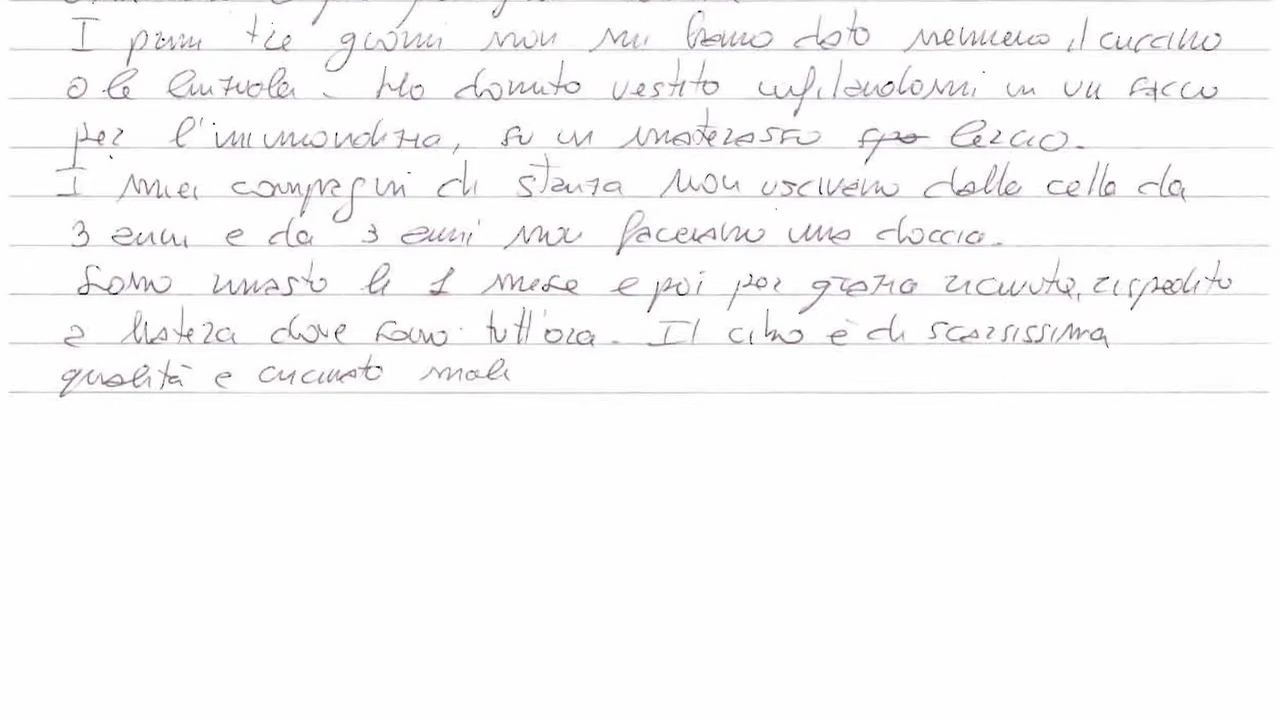 I primi tre giorni non mi hanno dato nemmeno il cuscino
o le lenzuola. Ho dormito vestito infilandomi in un sacco
per l'immondizia, su un materasso lercio.
I miei compagni di stanza non uscivano dalla cella da
3 anni e da 3 anni non facevano una doccia.
Sono rimasto lì 1 mese e poi per grazia ricevuta, rispedito
a Matera dove sono tutt'ora. Il cibo è di scarsissima
qualità e cucinato male